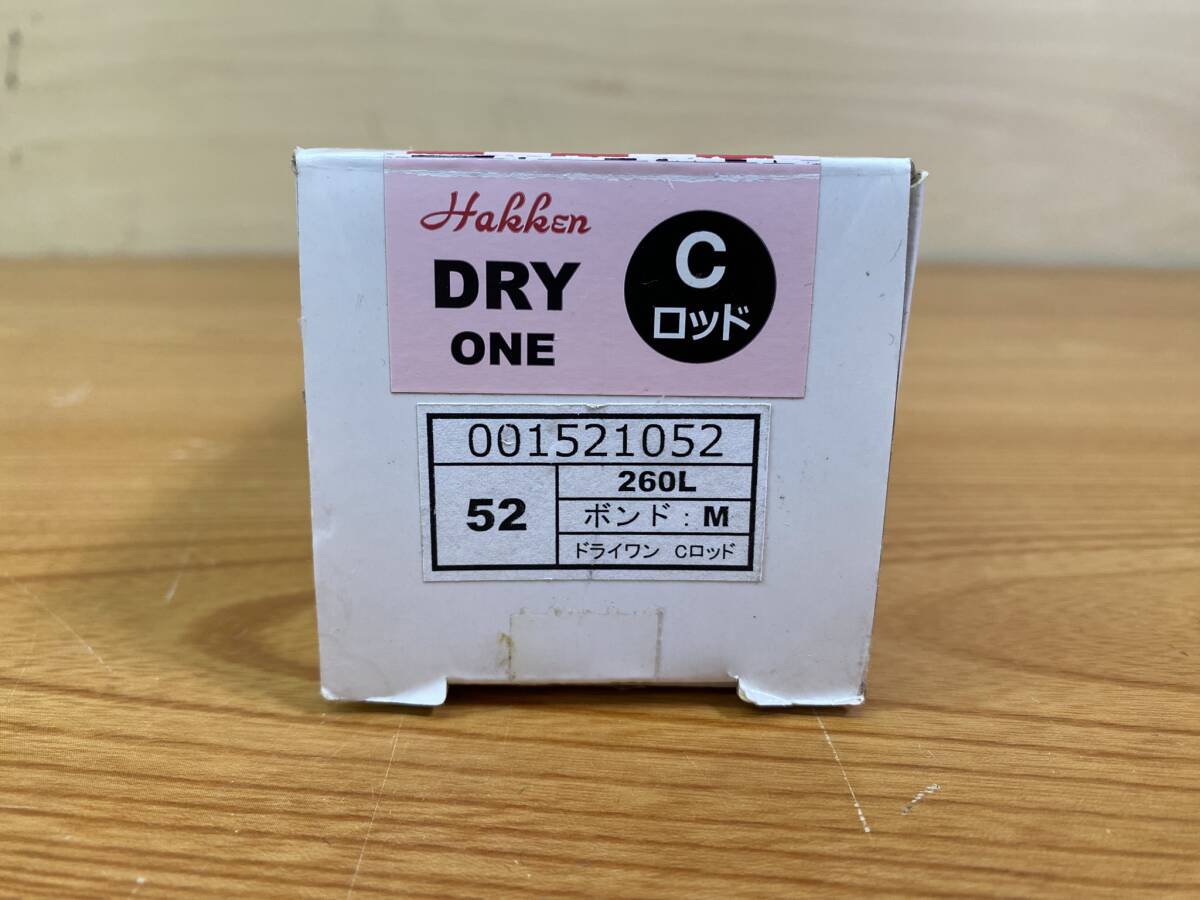 Hakken
DRY
ONE
C
ロッド
001521052
52
260L
ボンド：M
ドライワン Cロッド